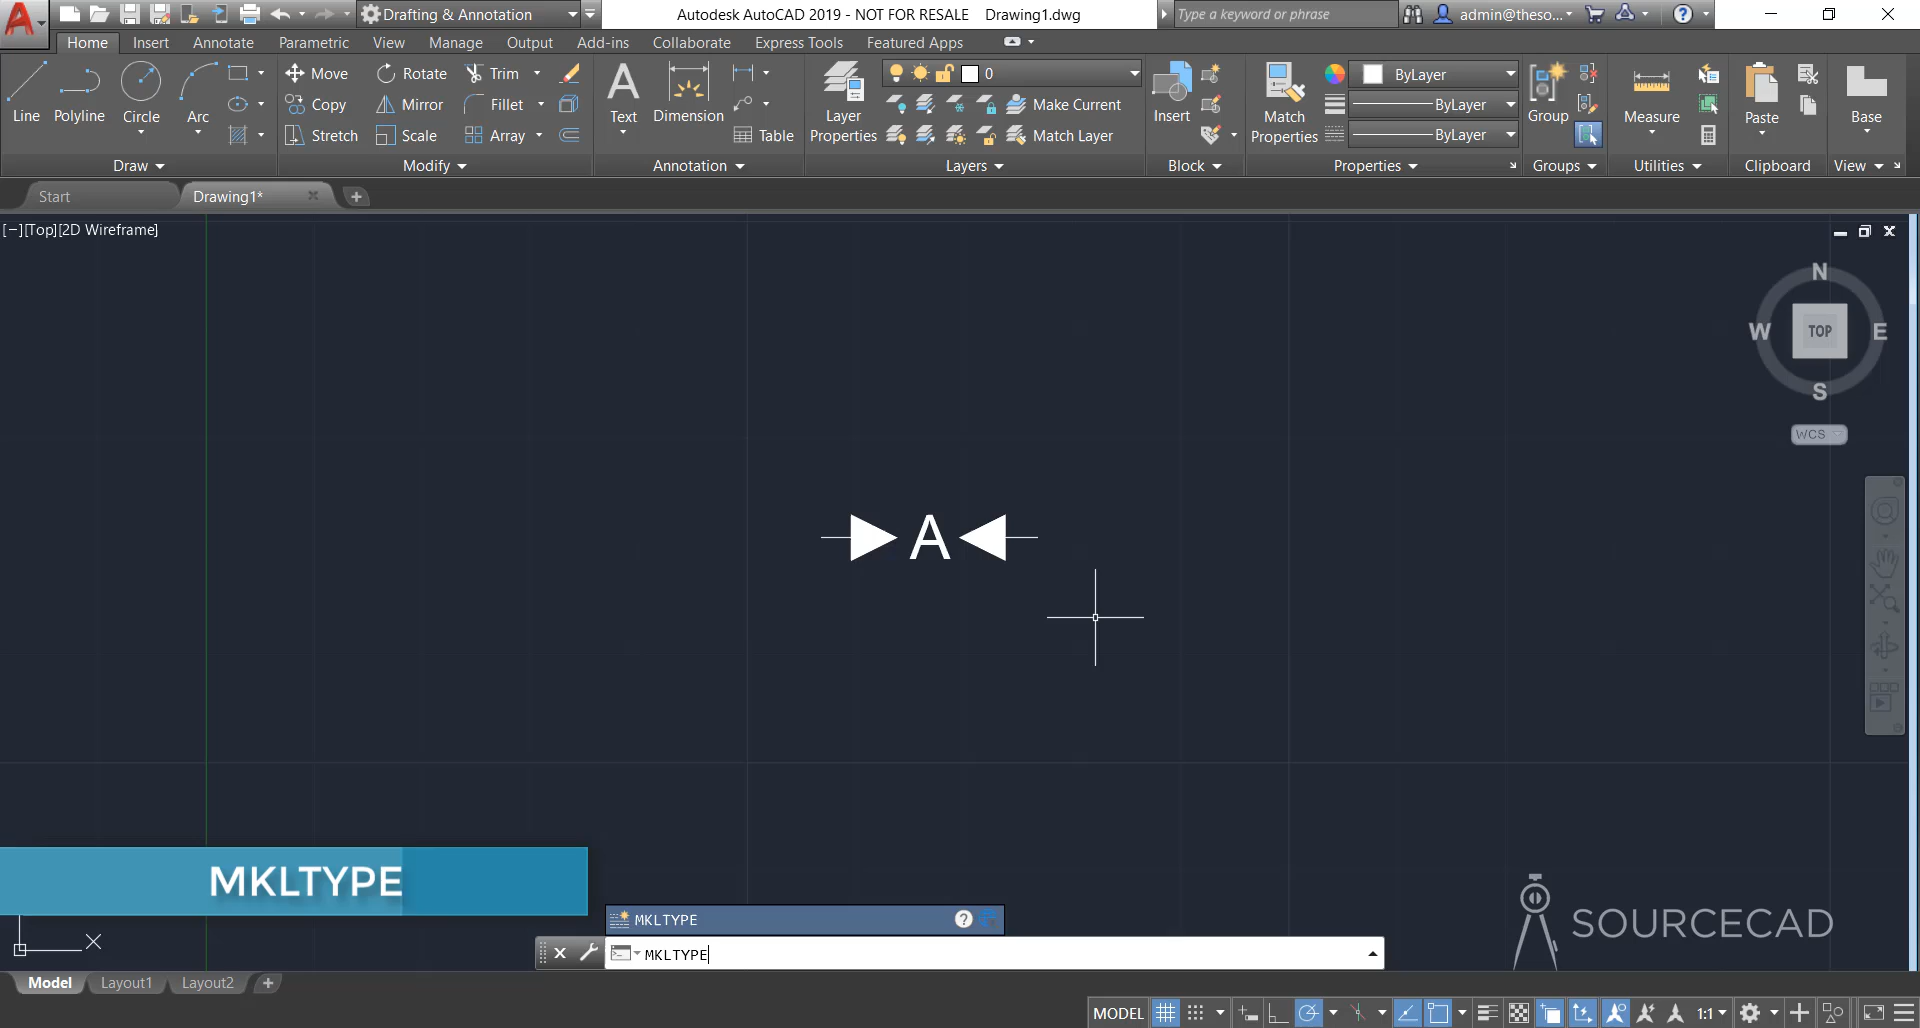 Drafting & Annotation
Autodesk AutoCAD 2019 - NOT FOR RESALE Drawing1.dwg
Type a keyword or phrase
admin@theso...
Home Insert Annotate Parametric View Manage Output Add-ins Collaborate Express Tools Featured Apps
Move Rotate Trim
0
ByLayer
Copy Mirror Fillet
Make Current
ByLayer
Line Polyline Circle Arc
Text Dimension
Layer Properties
Insert
Match Properties
Group Measure Paste Base
Stretch Scale Array
Table
Match Layer
ByLayer
Draw Modify Annotation Layers Block Properties Groups Utilities Clipboard View
Start Drawing1*
[−][Top][2D Wireframe]
N
W TOP E
S
WCS
A
MKLTYPE
MKLTYPE
SOURCECAD
X
MKLTYPE
Model Layout1 Layout2
MODEL
1:1